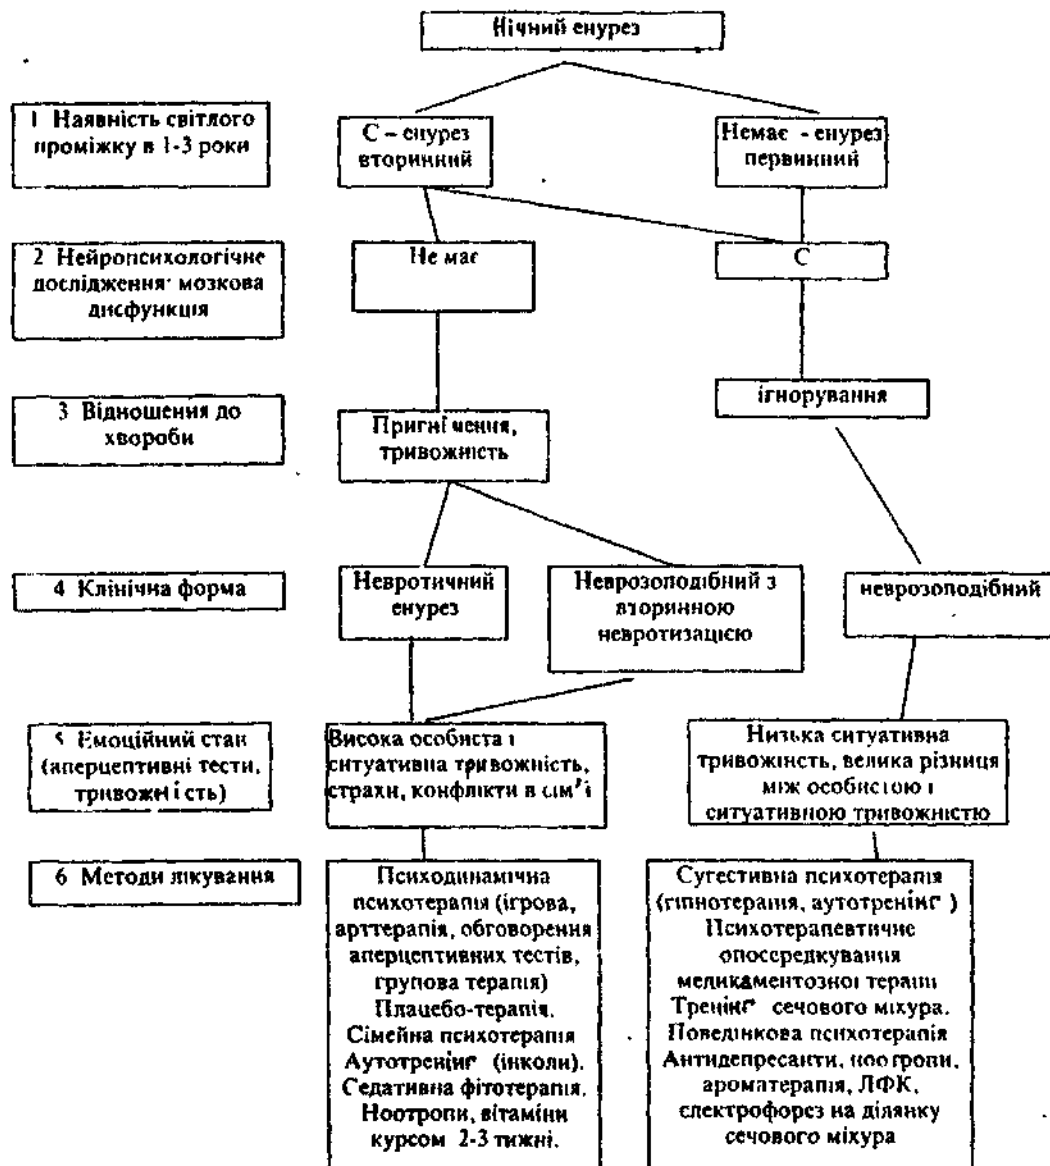 Нічний енурез
1 Наявність світлого
проміжку в 1-3 роки
Є – енурез
вторинний
Немає - енурез
первинний
2 Нейропсихологічне
дослідження: мозкова
дисфункція
Не має
Є
3 Відношення до
хвороби
Пригнічення,
тривожність
ігнорування
4 Клінічна форма
Невротичний
енурез
Неврозоподібний з
вторинною
невротизацією
неврозоподібний
5 Емоційний стан
(аперцептивні тести,
тривожність)
Висока особиста і
ситуативна тривожність,
страхи, конфлікти в сім'ї
Низька ситуативна
тривожність, велика різниця
між особистою і
ситуативною тривожністю
6 Методи лікування
Психодинамічна
психотерапія (ігрова,
арттерапія, обговорення
аперцептивних тестів,
групова терапія)
Плацебо-терапія.
Сімейна психотерапія
Аутотренінг (інколи).
Седативна фітотерапія.
Ноотропи, вітаміни
курсом 2-3 тижні.
Сугестивна психотерапія
(гіпнотерапія, аутотренінг )
Психотерапевтичне
опоссредкування
медикаментозної терапії
Тренінг сечового міхура.
Поведінкова психотерапія
Антидепресанти, ноотропи,
ароматерапія, ЛФК,
електрофорез на ділянку
сечового міхура